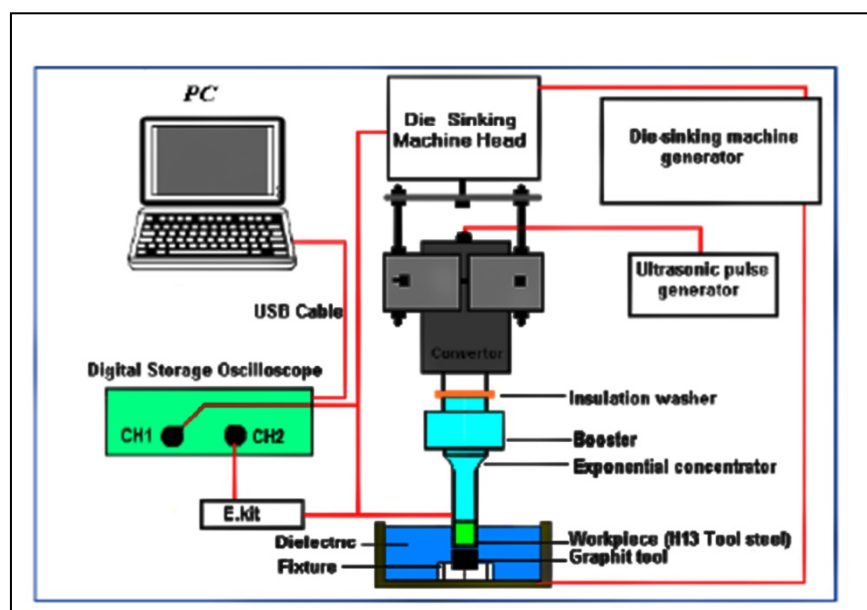 PC
Die Sinking
Machine Head
Die-sinking machine
generator
Ultrasonic pulse
generator
USB Cable
Convertor
Digital Storage Oscilloscope
Insulation washer
CH1
CH2
Booster
Exponential concentrator
E.kit
Dielectric
Workpiece (H13 Tool steel)
Graphit tool
Fixture